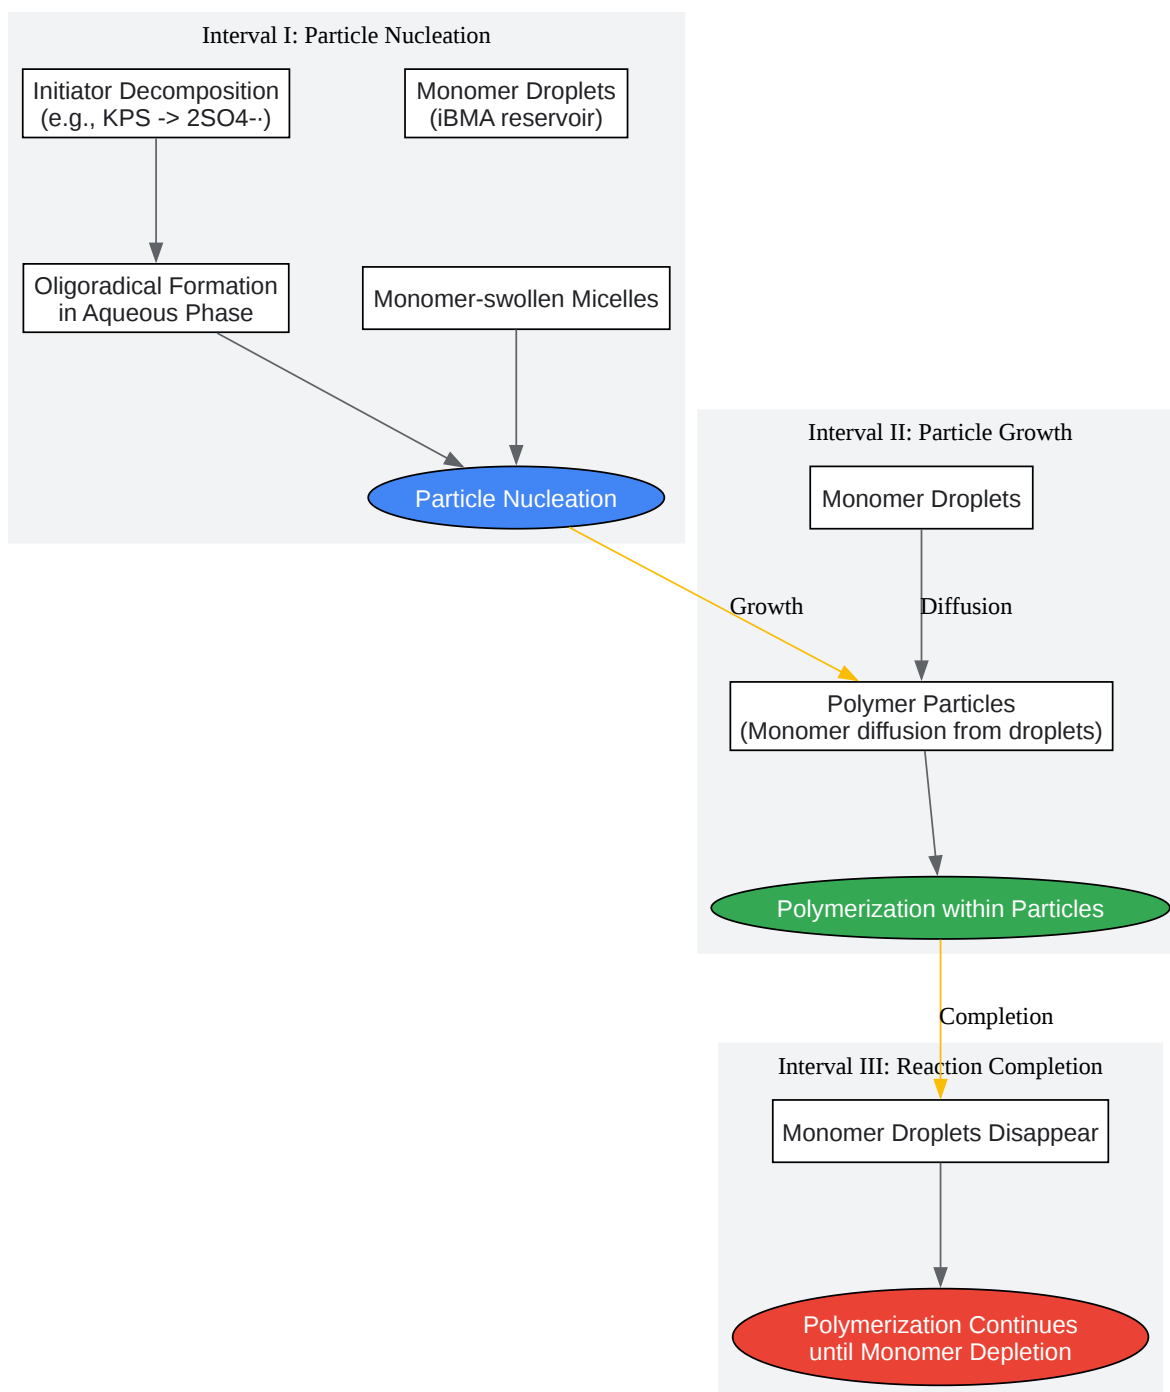 Interval I: Particle Nucleation
Initiator Decomposition
(e.g., KPS -> 2SO4-·)
Monomer Droplets
(iBMA reservoir)
Oligoradical Formation
in Aqueous Phase
Monomer-swollen Micelles
Particle Nucleation
Interval II: Particle Growth
Monomer Droplets
Growth
Diffusion
Polymer Particles
(Monomer diffusion from droplets)
Polymerization within Particles
Completion
Interval III: Reaction Completion
Monomer Droplets Disappear
Polymerization Continues
until Monomer Depletion